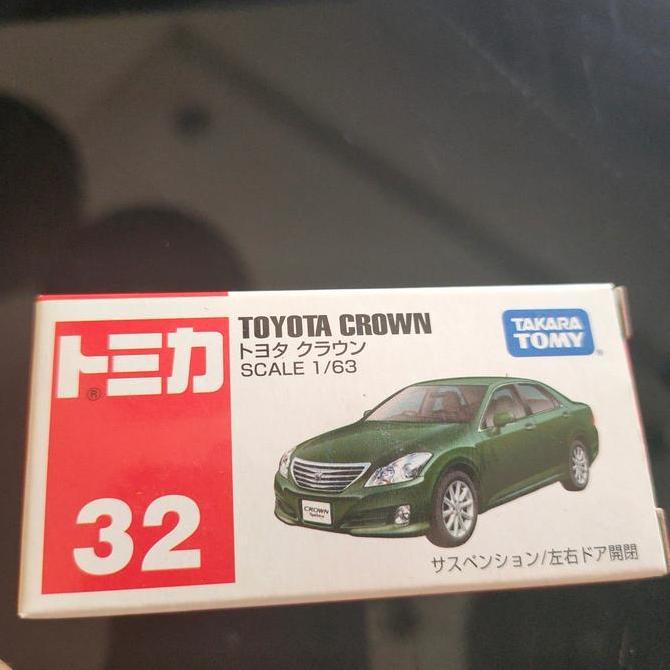 トミカ®
32
TOYOTA CROWN
トヨタ クラウン
SCALE 1/63
TAKARA
TOMY®
CROWN
サスペンション/左右ドア開閉